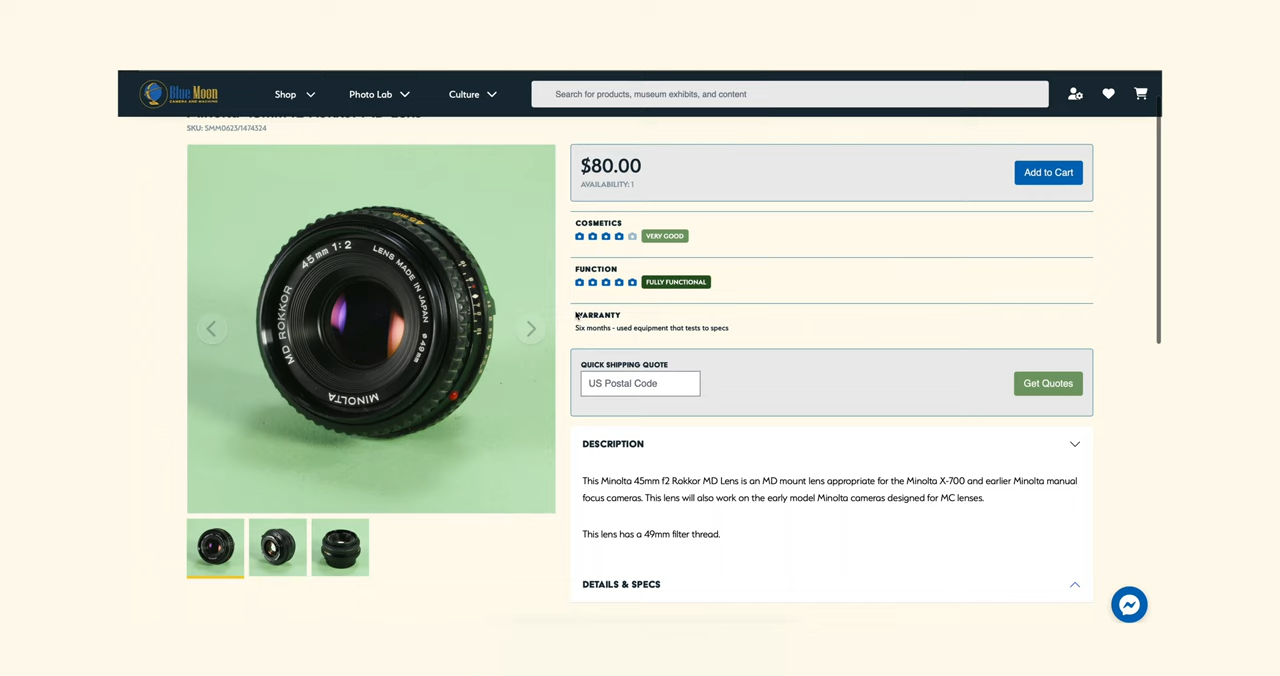 Blue Moon
CAMERA AND MACHINE
Shop
Photo Lab
Culture
Search for products, museum exhibits, and content
SKU: SMM0623/1474324
45mm 1:2
LENS MADE IN JAPAN
ø49mm
MINOLTA
MD ROKKOR
$80.00
AVAILABILITY: 1
Add to Cart
COSMETICS
VERY GOOD
FUNCTION
FULLY FUNCTIONAL
WARRANTY
Six months - used equipment that tests to specs
QUICK SHIPPING QUOTE
US Postal Code
Get Quotes
DESCRIPTION
This Minolta 45mm f2 Rokkor MD Lens is an MD mount lens appropriate for the Minolta X-700 and earlier Minolta manual
focus cameras. This lens will also work on the early model Minolta cameras designed for MC lenses.
This lens has a 49mm filter thread.
DETAILS & SPECS